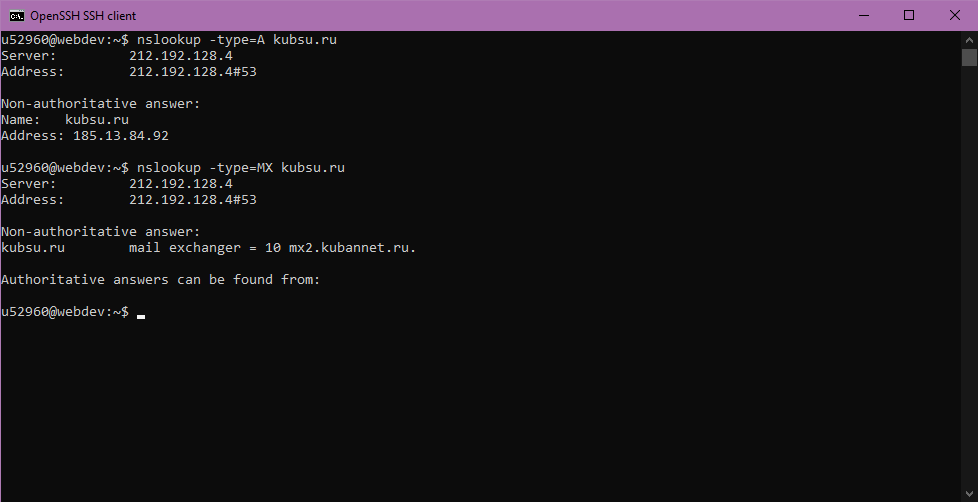 OpenSSH SSH client
u52960@webdev:~$ nslookup -type=A kubsu.ru
Server:         212.192.128.4
Address:        212.192.128.4#53
Non-authoritative answer:
Name:   kubsu.ru
Address: 185.13.84.92
u52960@webdev:~$ nslookup -type=MX kubsu.ru
Server:         212.192.128.4
Address:        212.192.128.4#53
Non-authoritative answer:
kubsu.ru        mail exchanger = 10 mx2.kubannet.ru.
Authoritative answers can be found from:
u52960@webdev:~$